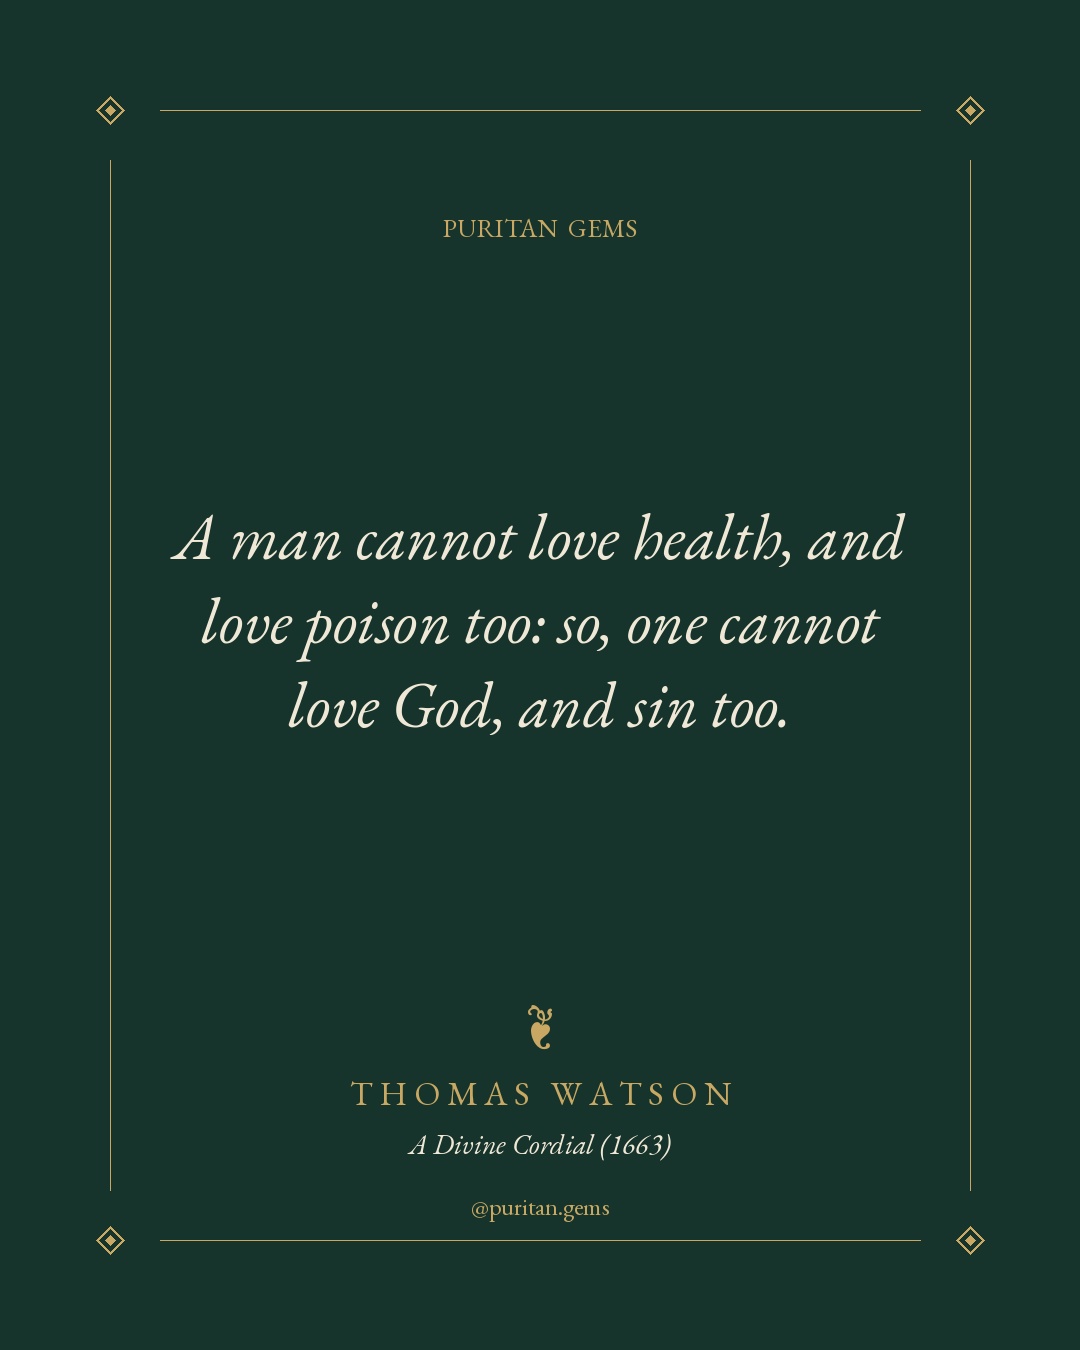 PURITAN GEMS
A man cannot love health, and
love poison too: so, one cannot
love God, and sin too.
❦
THOMAS WATSON
A Divine Cordial (1663)
@puritan.gems